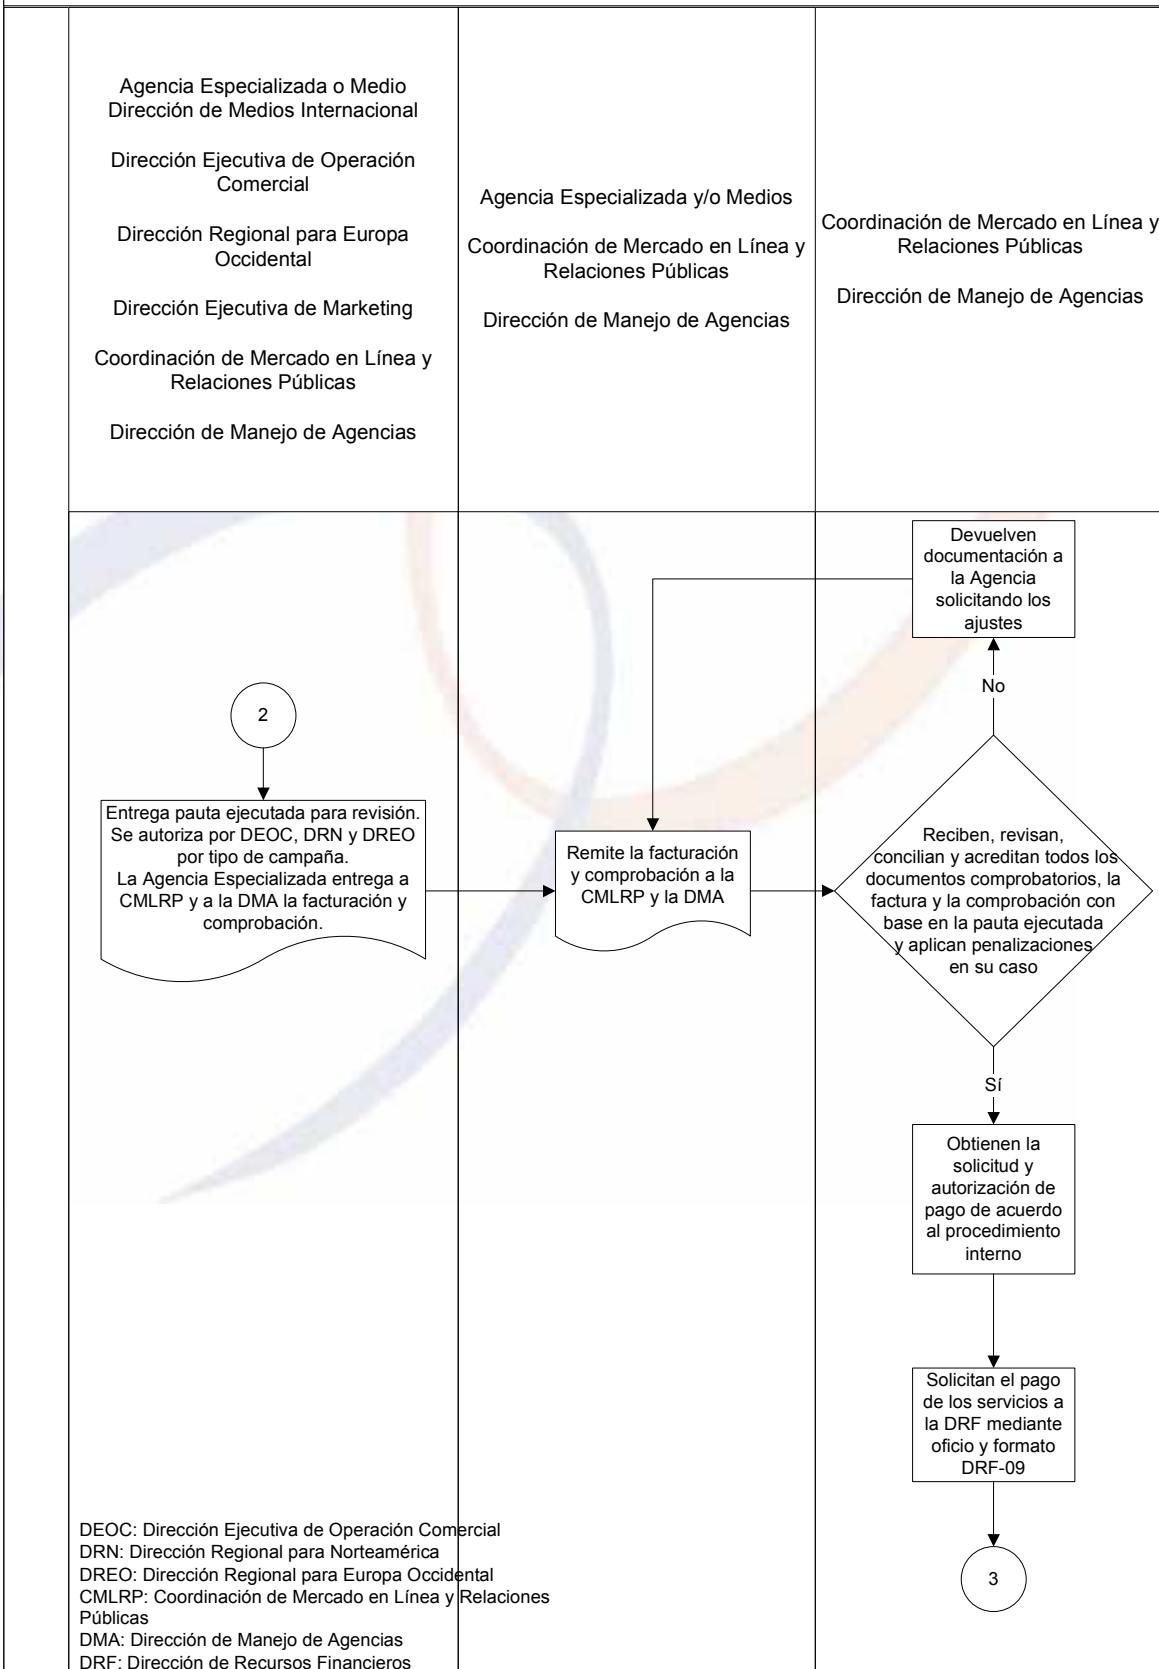 Agencia Especializada o Medio
Dirección de Medios Internacional
Dirección Ejecutiva de Operación
Comercial
Dirección Regional para Europa
Occidental
Dirección Ejecutiva de Marketing
Coordinación de Mercado en Línea y
Relaciones Públicas
Dirección de Manejo de Agencias
Agencia Especializada y/o Medios
Coordinación de Mercado en Línea y
Relaciones Públicas
Dirección de Manejo de Agencias
Coordinación de Mercado en Línea y
Relaciones Públicas
Dirección de Manejo de Agencias
Devuelven
documentación a
la Agencia
solicitando los
ajustes
No
2
Entrega pauta ejecutada para revisión.
Se autoriza por DEOC, DRN y DREO
por tipo de campaña.
La Agencia Especializada entrega a
CMLRP y a la DMA la facturación y
comprobación.
Remite la facturación
y comprobación a la
CMLRP y la DMA
Reciben, revisan,
concilian y acreditan todos los
documentos comprobatorios, la
factura y la comprobación con
base en la pauta ejecutada
y aplican penalizaciones
en su caso
Sí
Obtienen la
solicitud y
autorización de
pago de acuerdo
al procedimiento
interno
Solicitan el pago
de los servicios a
la DRF mediante
oficio y formato
DRF-09
3
DEOC: Dirección Ejecutiva de Operación Comercial
DRN: Dirección Regional para Norteamérica
DREO: Dirección Regional para Europa Occidental
CMLRP: Coordinación de Mercado en Línea y Relaciones
Públicas
DMA: Dirección de Manejo de Agencias
DRF: Dirección de Recursos Financieros